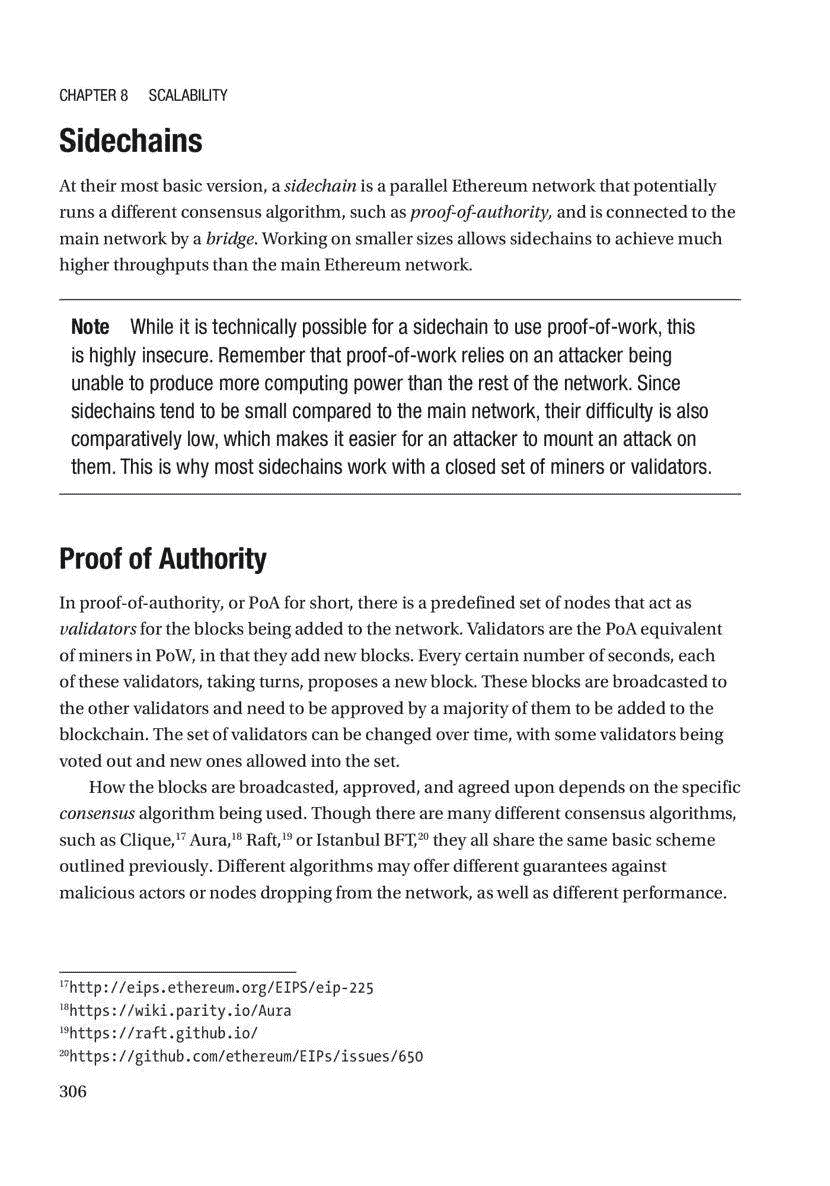 CHAPTER 8 SCALABILITY
Sidechains
At their most basic version, a sidechain is a parallel Ethereum network that potentially
runs a different consensus algorithm, such as proof-of-authority, and is connected to the
main network by a bridge. Working on smaller sizes allows sidechains to achieve much
higher throughputs than the main Ethereum network.
Note While it is technically possible for a sidechain to use proof-of-work, this
is highly insecure. Remember that proof-of-work relies on an attacker being
unable to produce more computing power than the rest of the network. Since
sidechains tend to be small compared to the main network, their difficulty is also
comparatively low, which makes it easier for an attacker to mount an attack on
them. This is why most sidechains work with a closed set of miners or validators.
Proof of Authority
In proof-of-authority, or PoA for short, there is a predefined set of nodes that act as
validators for the blocks being added to the network. Validators are the PoA equivalent
of miners in PoW, in that they add new blocks. Every certain number of seconds, each
of these validators, taking turns, proposes a new block. These blocks are broadcasted to
the other validators and need to be approved by a majority of them to be added to the
blockchain. The set of validators can be changed over time, with some validators being
voted out and new ones allowed into the set.
How the blocks are broadcasted, approved, and agreed upon depends on the specific
consensus algorithm being used. Though there are many different consensus algorithms,
such as Clique,17 Aura,18 Raft,19 or Istanbul BFT,20 they all share the same basic scheme
outlined previously. Different algorithms may offer different guarantees against
malicious actors or nodes dropping from the network, as well as different performance.
17http://eips.ethereum.org/EIPS/eip-225
18https://wiki.parity.io/Aura
19https://raft.github.io/
20https://github.com/ethereum/EIPs/issues/650
306